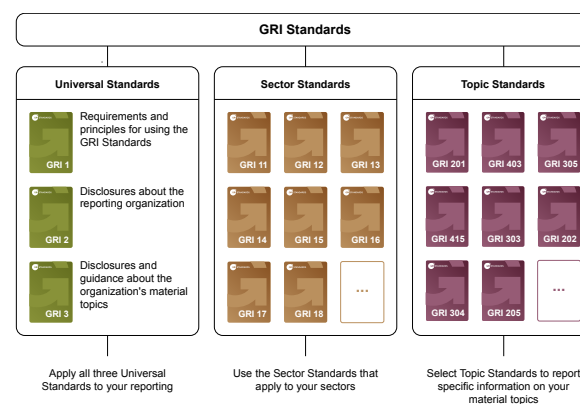 GRI Standards
Universal Standards
GRI 1
Requirements and
principles for using the
GRI Standards
GRI 2
Disclosures about the
reporting organization
GRI 3
Disclosures and
guidance about the
organization's material
topics
Apply all three Universal
Standards to your reporting
Sector Standards
GRI 11 GRI 12 GRI 13
GRI 14 GRI 15 GRI 16
GRI 17 GRI 18 ...
Use the Sector Standards that
apply to your sectors
Topic Standards
GRI 201 GRI 403 GRI 305
GRI 415 GRI 303 GRI 202
GRI 304 GRI 205 ...
Select Topic Standards to report
specific information on your
material topics